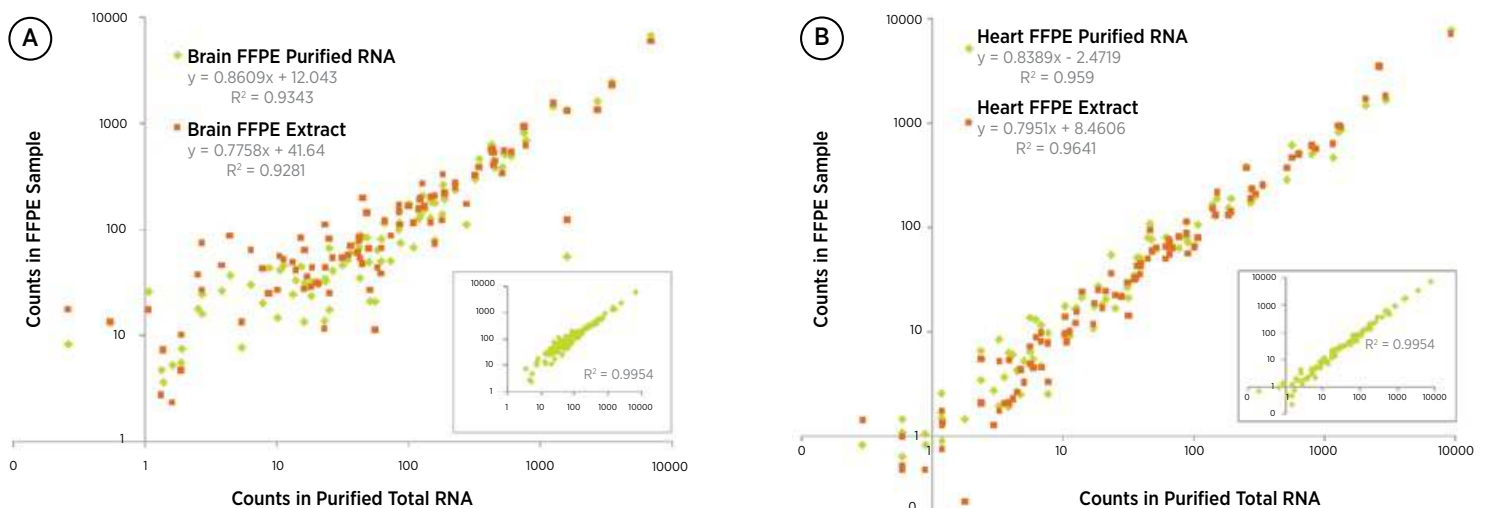 A
Brain FFPE Purified RNA
y = 0.8609x + 12.043
R² = 0.9343
Brain FFPE Extract
y = 0.7758x + 41.64
R² = 0.9281
Counts in FFPE Sample
10000
1000
100
10
1
0
1
10
100
1000
10000
Counts in Purified Total RNA
10000
1000
100
10
1
R² = 0.9954
1
10
100
1000
10000
B
Heart FFPE Purified RNA
y = 0.8389x - 2.4719
R² = 0.959
Heart FFPE Extract
y = 0.7951x + 8.4606
R² = 0.9641
Counts in FFPE Sample
10000
1000
100
10
1
0
0
1
10
100
1000
10000
Counts in Purified Total RNA
10000
1000
100
10
1
0
R² = 0.9954
0
1
10
100
1000
10000